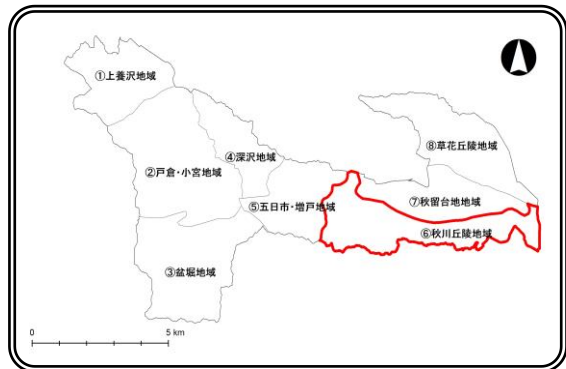 ①上養沢地域
②戸倉・小宮地域
④深沢地域
⑧草花丘陵地域
⑤五日市・増戸地域
⑦秋留台地地域
⑥秋川丘陵地域
③盆堀地域
0
5 km